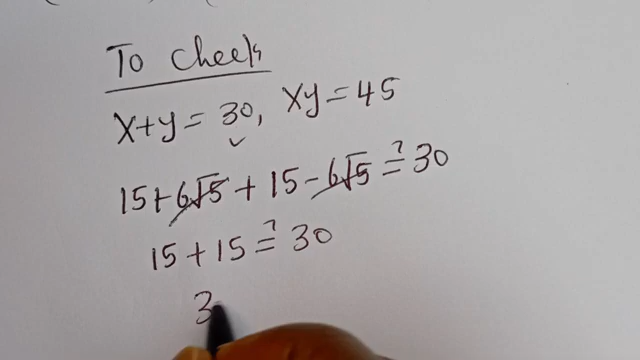 To Check
x+y = 30, xy = 45
15+6√5 + 15-6√5 ≟ 30
15 + 15 ≟ 30
3